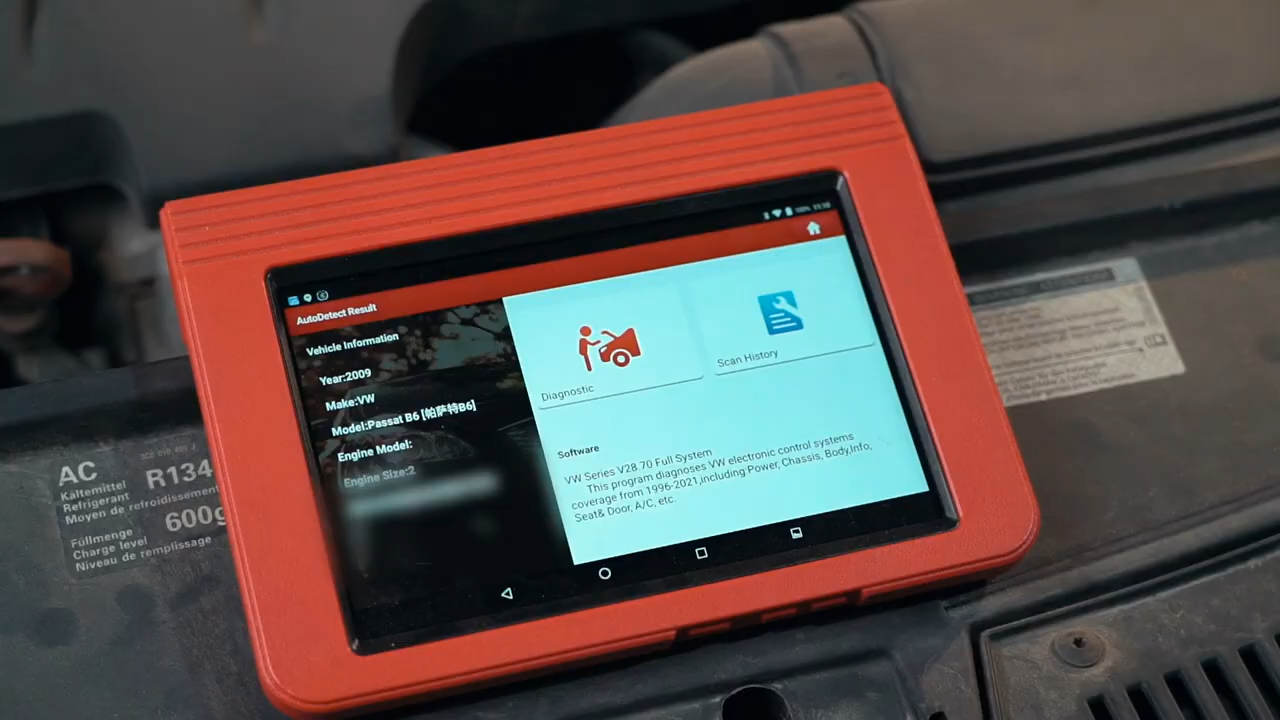 100% 11:10
AutoDetect Result
Vehicle Information
Year:2009
Make:VW
Model:Passat B6 [帕萨特B6]
Engine Model:
Engine Size:2
Diagnostic
Scan History
Software
VW Series V28.70 Full System
This program diagnoses VW electronic control systems
coverage from 1996-2021,including Power, Chassis, Body,Info,
Seat& Door, A/C, etc.
AC
Kältemittel
Refrigerant
Moyen de refroidissement
R134
Füllmenge
Charge level
Niveau de remplissage
600g